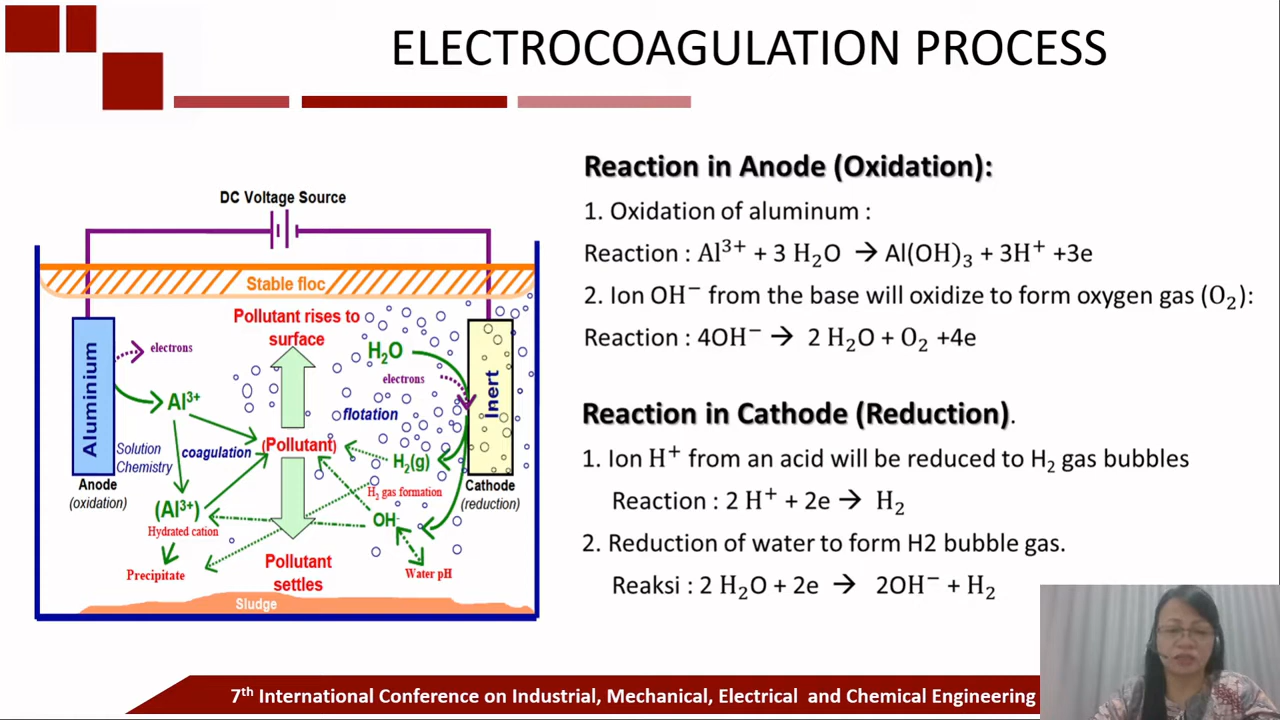 ELECTROCOAGULATION PROCESS
DC Voltage Source
Stable floc
Pollutant rises to
surface
H₂O
electrons
electrons
Aluminium
Inert
Al³⁺
flotation
Solution
Chemistry
coagulation
(Pollutant)
H₂(g)
Anode
(oxidation)
H₂ gas formation
Cathode
(reduction)
(Al³⁺)
Hydrated cation
OH⁻
Precipitate
Pollutant
settles
Water pH
Sludge
Reaction in Anode (Oxidation):
1. Oxidation of aluminum :
Reaction : Al³⁺ + 3 H₂O → Al(OH)₃ + 3H⁺ +3e
2. Ion OH⁻ from the base will oxidize to form oxygen gas (O₂):
Reaction : 4OH⁻ → 2 H₂O + O₂ +4e
Reaction in Cathode (Reduction).
1. Ion H⁺ from an acid will be reduced to H₂ gas bubbles
Reaction : 2 H⁺ + 2e → H₂
2. Reduction of water to form H2 bubble gas.
Reaksi : 2 H₂O + 2e → 2OH⁻ + H₂
7th International Conference on Industrial, Mechanical, Electrical and Chemical Engineering